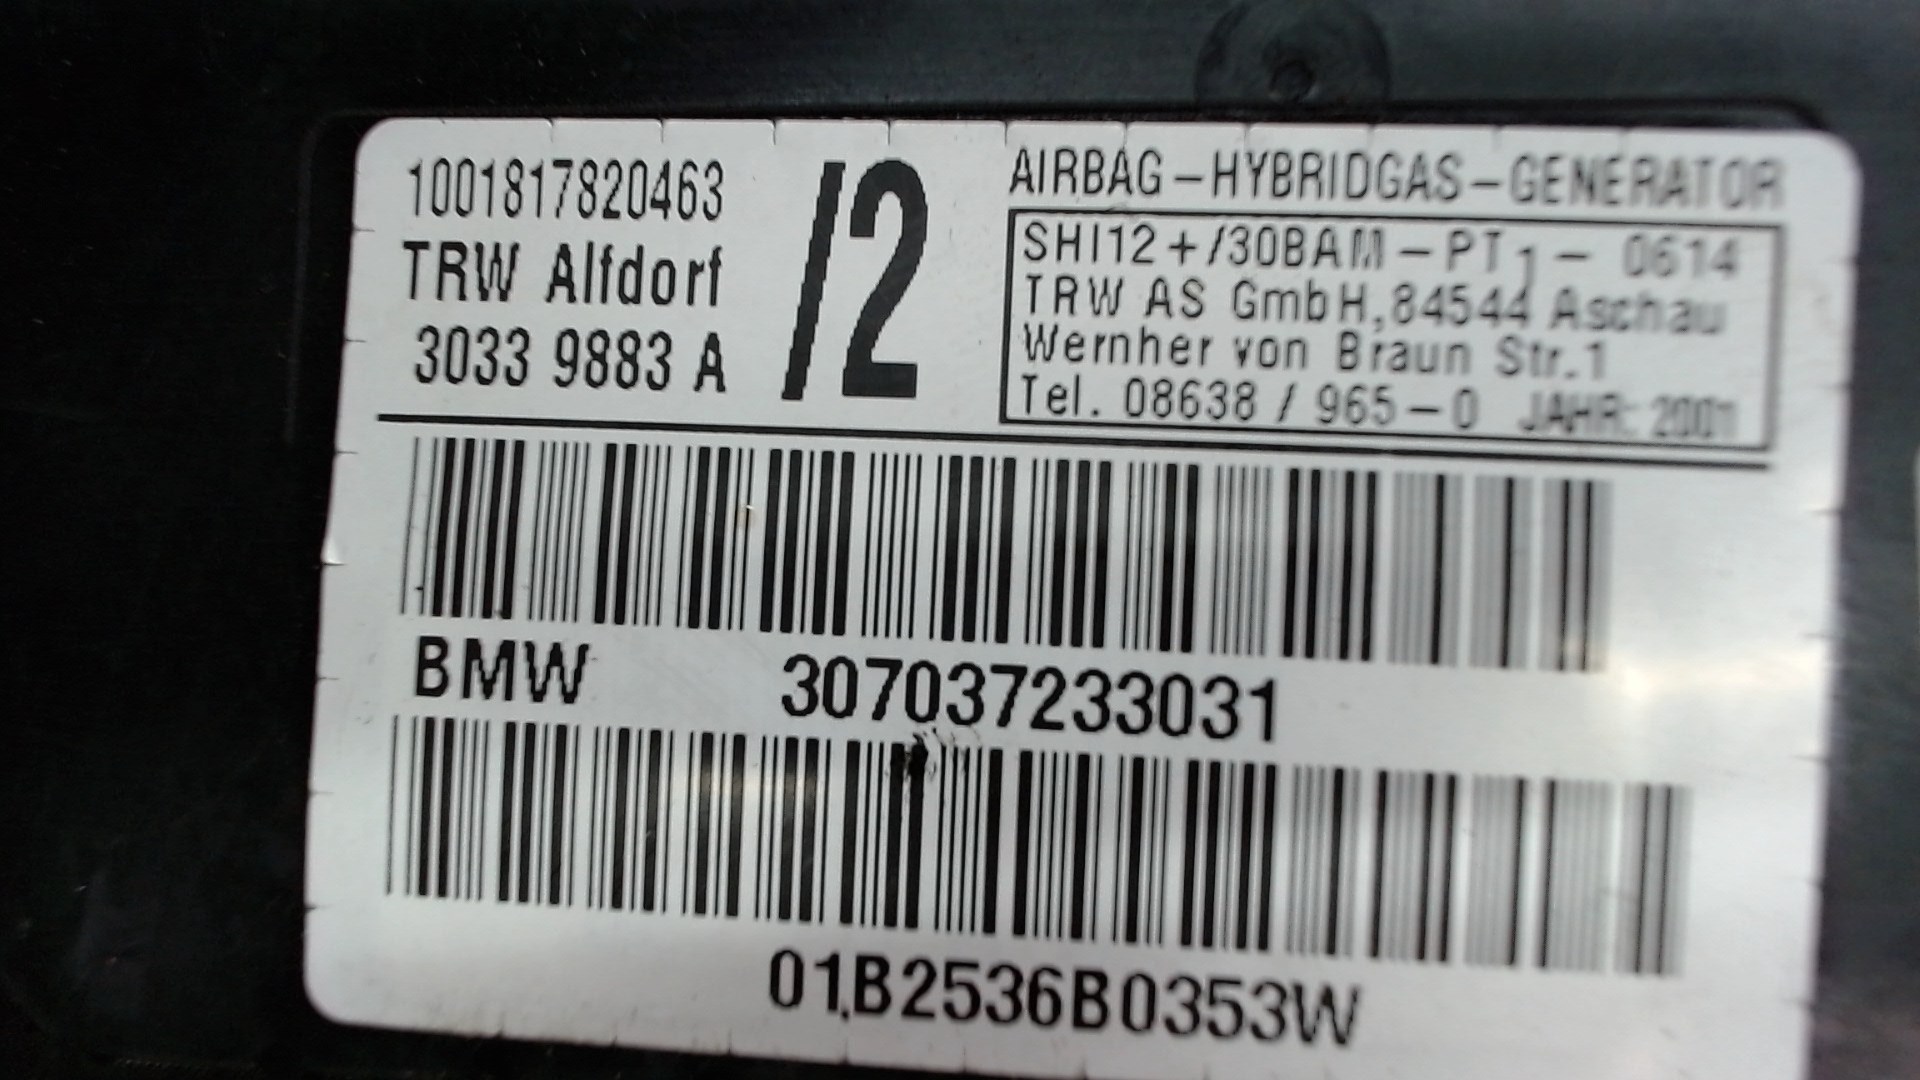 1001817820463
TRW Alfdorf
3033 9883 A
/2
AIRBAG-HYBRIDGAS-GENERATOR
SHI12+/30BAM-PT1- 0614
TRW AS GmbH,84544 Aschau
Wernher von Braun Str.1
Tel. 08638 / 965-0 JAHR: 2001
BMW 307037233031
01B2536B0353W